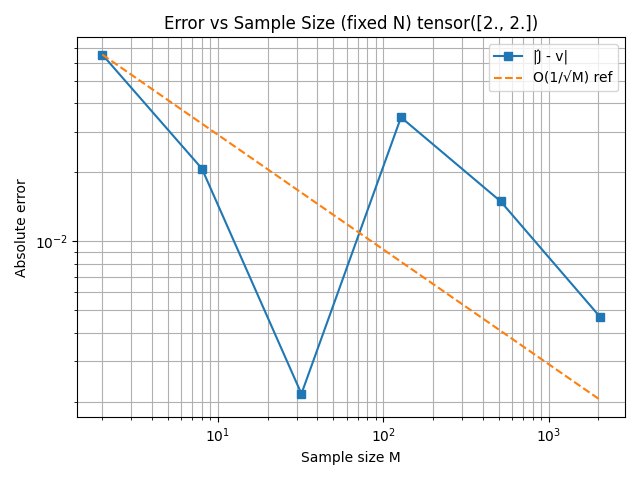 Error vs Sample Size (fixed N) tensor([2., 2.])
|Ĵ - v|
O(1/√M) ref
Absolute error
10⁻²
10¹ 10² 10³
Sample size M